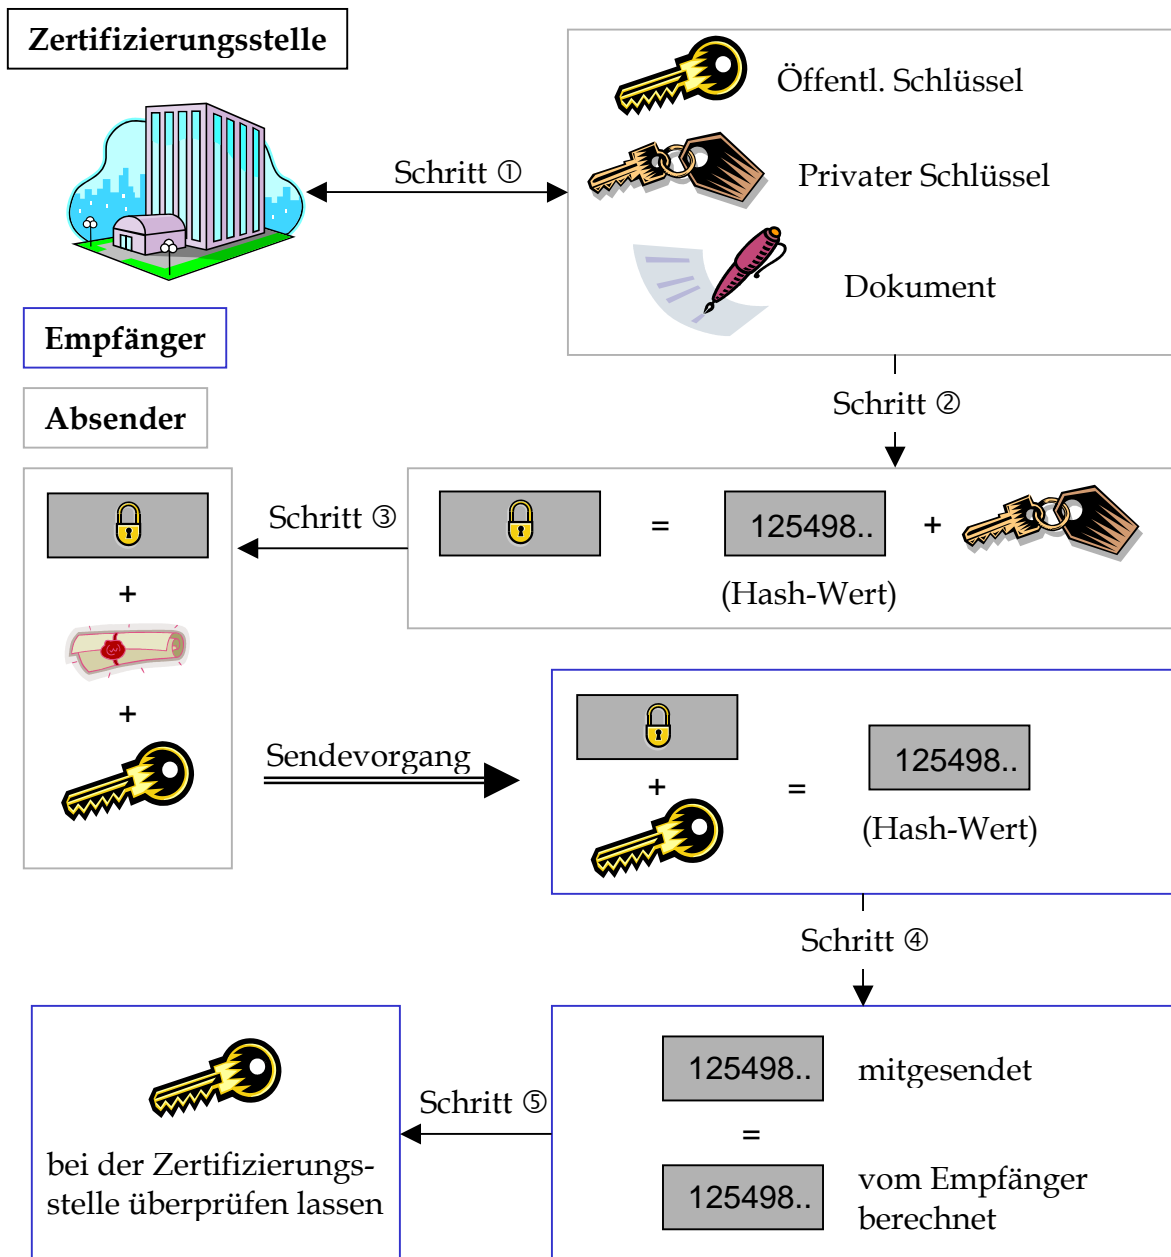 Zertifizierungsstelle
Öffentl. Schlüssel
Schritt ①
Privater Schlüssel
Dokument
Empfänger
Absender
Schritt ②
Schritt ③
=
125498..
+
(Hash-Wert)
+
+
Sendevorgang
+
=
125498..
(Hash-Wert)
Schritt ④
125498..
mitgesendet
=
125498..
vom Empfänger
berechnet
Schritt ⑤
bei der Zertifizierungs-
stelle überprüfen lassen